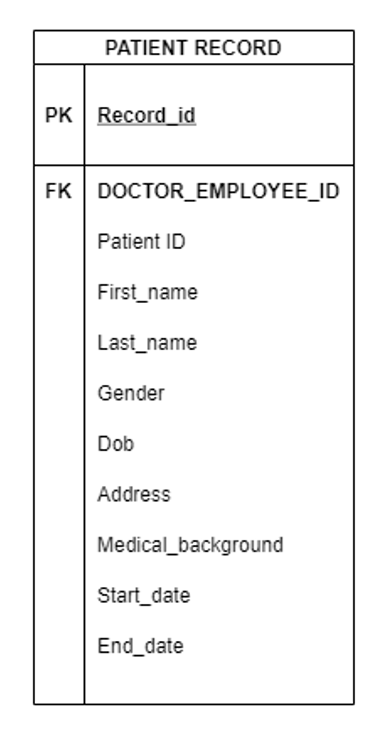 PATIENT RECORD
PK Record_id
FK DOCTOR_EMPLOYEE_ID
Patient ID
First_name
Last_name
Gender
Dob
Address
Medical_background
Start_date
End_date